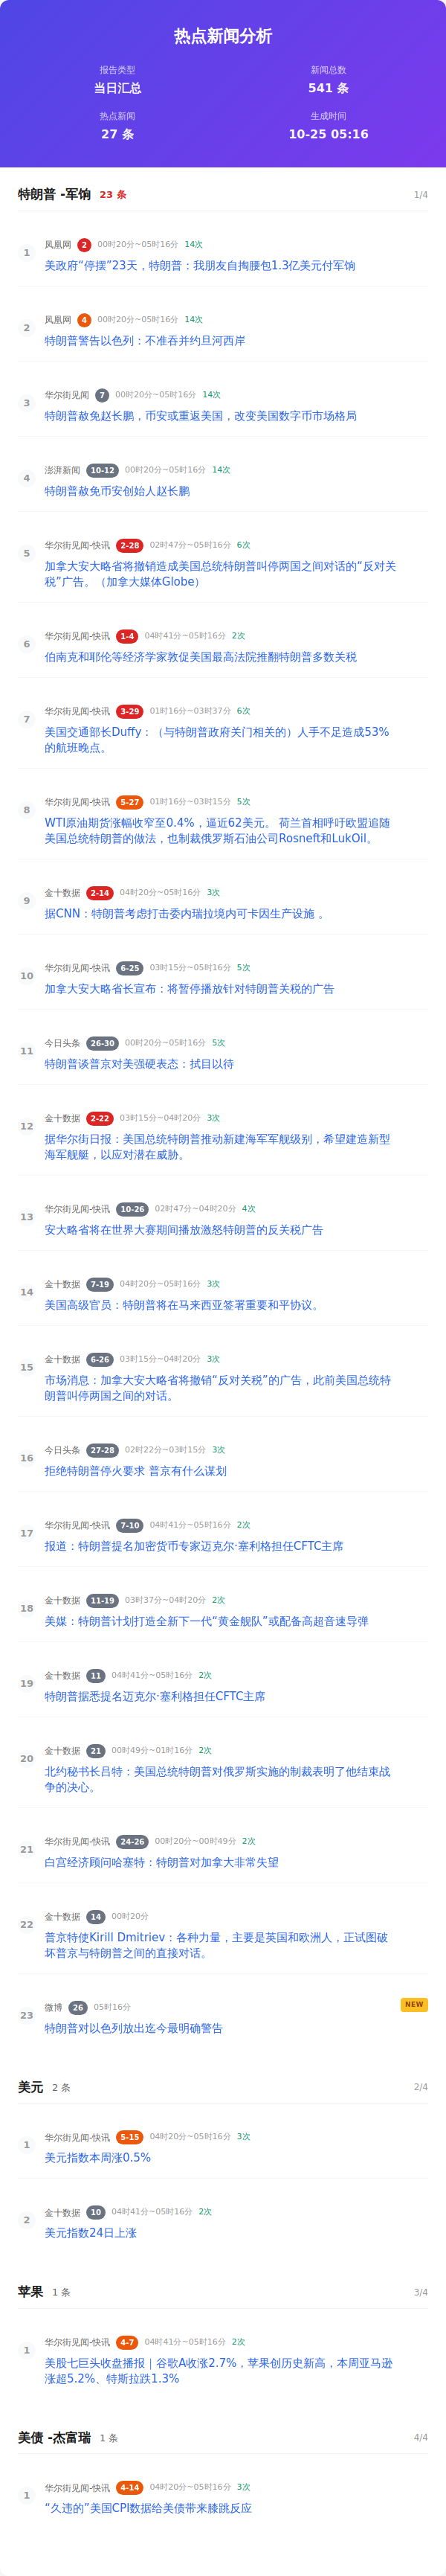 热点新闻分析
报告类型
新闻总数
当日汇总
541 条
热点新闻
生成时间
27 条
10-25 05:16
特朗普 -军饷 23 条 1/4
1
凤凰网 2 00时20分~05时16分 14次
美政府“停摆”23天，特朗普：我朋友自掏腰包1.3亿美元付军饷
2
凤凰网 4 00时20分~05时16分 14次
特朗普警告以色列：不准吞并约旦河西岸
3
华尔街见闻 7 00时20分~05时16分 14次
特朗普赦免赵长鹏，币安或重返美国，改变美国数字币市场格局
4
澎湃新闻 10-12 00时20分~05时16分 14次
特朗普赦免币安创始人赵长鹏
5
华尔街见闻-快讯 2-28 02时47分~05时16分 6次
加拿大安大略省将撤销造成美国总统特朗普叫停两国之间对话的“反对关
税”广告。（加拿大媒体Globe）
6
华尔街见闻-快讯 1-4 04时41分~05时16分 2次
伯南克和耶伦等经济学家敦促美国最高法院推翻特朗普多数关税
7
华尔街见闻-快讯 3-29 01时16分~03时37分 6次
美国交通部长Duffy：（与特朗普政府关门相关的）人手不足造成53%
的航班晚点。
8
华尔街见闻-快讯 5-27 01时16分~03时15分 5次
WTI原油期货涨幅收窄至0.4%，逼近62美元。 荷兰首相呼吁欧盟追随
美国总统特朗普的做法，也制裁俄罗斯石油公司Rosneft和LukOil。
9
金十数据 2-14 04时20分~05时16分 3次
据CNN：特朗普考虑打击委内瑞拉境内可卡因生产设施 。
10
华尔街见闻-快讯 6-25 03时15分~05时16分 5次
加拿大安大略省长宣布：将暂停播放针对特朗普关税的广告
11
今日头条 26-30 00时20分~05时16分 5次
特朗普谈普京对美强硬表态：拭目以待
12
金十数据 2-22 03时15分~04时20分 3次
据华尔街日报：美国总统特朗普推动新建海军军舰级别，希望建造新型
海军舰艇，以应对潜在威胁。
13
华尔街见闻-快讯 10-26 02时47分~04时20分 4次
安大略省将在世界大赛期间播放激怒特朗普的反关税广告
14
金十数据 7-19 04时20分~05时16分 3次
美国高级官员：特朗普将在马来西亚签署重要和平协议。
15
金十数据 6-26 03时15分~04时20分 3次
市场消息：加拿大安大略省将撤销“反对关税”的广告，此前美国总统特
朗普叫停两国之间的对话。
16
今日头条 27-28 02时22分~03时15分 3次
拒绝特朗普停火要求 普京有什么谋划
17
华尔街见闻-快讯 7-10 04时41分~05时16分 2次
报道：特朗普提名加密货币专家迈克尔·塞利格担任CFTC主席
18
金十数据 11-19 03时37分~04时20分 2次
美媒：特朗普计划打造全新下一代“黄金舰队”或配备高超音速导弹
19
金十数据 11 04时41分~05时16分 2次
特朗普据悉提名迈克尔·塞利格担任CFTC主席
20
金十数据 21 00时49分~01时16分 2次
北约秘书长吕特：美国总统特朗普对俄罗斯实施的制裁表明了他结束战
争的决心。
21
华尔街见闻-快讯 24-26 00时20分~00时49分 2次
白宫经济顾问哈塞特：特朗普对加拿大非常失望
22
金十数据 14 00时20分
普京特使Kirill Dmitriev：各种力量，主要是英国和欧洲人，正试图破
坏普京与特朗普之间的直接对话。
23
微博 26 05时16分 NEW
特朗普对以色列放出迄今最明确警告
美元 2 条 2/4
1
华尔街见闻-快讯 5-15 04时20分~05时16分 3次
美元指数本周涨0.5%
2
金十数据 10 04时41分~05时16分 2次
美元指数24日上涨
苹果 1 条 3/4
1
华尔街见闻-快讯 4-7 04时41分~05时16分 2次
美股七巨头收盘播报｜谷歌A收涨2.7%，苹果创历史新高，本周亚马逊
涨超5.2%、特斯拉跌1.3%
美债 -杰富瑞 1 条 4/4
1
华尔街见闻-快讯 4-14 04时20分~05时16分 3次
“久违的”美国CPI数据给美债带来膝跳反应